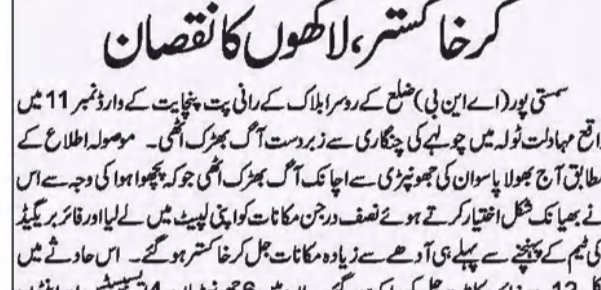 کر خاکستر، لاکھوں کا نقصان
سمستی پور (اے این بی) ضلع کے روسرا بلاک کے رانی پت پنچایت کے وارڈ نمبر 11 میں
واقع مہادلت ٹولہ میں چولہے کی چنگاری سے زبردست آگ بھڑک اٹھی۔ موصولہ اطلاع کے
مطابق آج بھولا پاسوان کی جھونپڑی سے اچانک آگ بھڑک اٹھی جو کہ پچھوا ہوا کی وجہ سے اس
نے بھیانک شکل اختیار کرتے ہوئے نصف درجن مکانات کو اپنی لپیٹ میں لے لیا اور فائر بریگیڈ
کی ٹیم کے پہنچنے سے پہلے ہی آدھے سے زیادہ مکانات جل کر خاکستر ہو گئے۔ اس حادثے میں